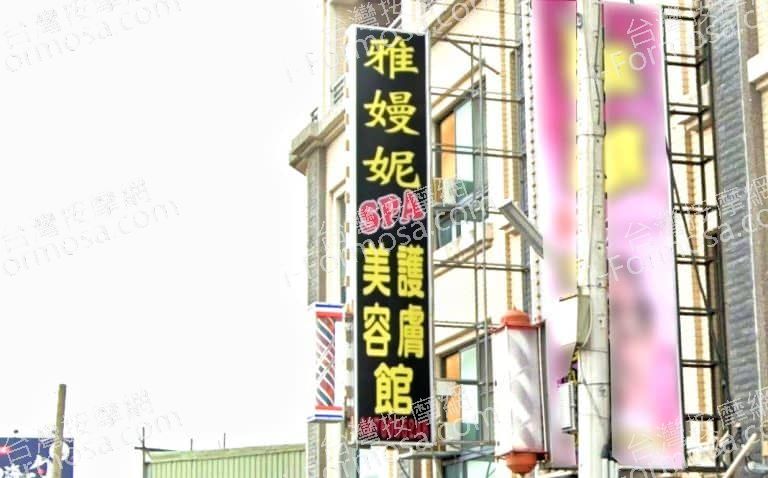 雅嫚妮
SPA
美容護膚
館
台灣按摩網
i-Formosa.com